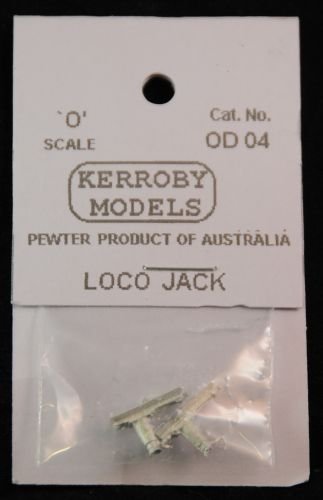 'O' Cat. No.
SCALE OD 04
KERROBY
MODELS
PEWTER PRODUCT OF AUSTRALIA
LOCO JACK